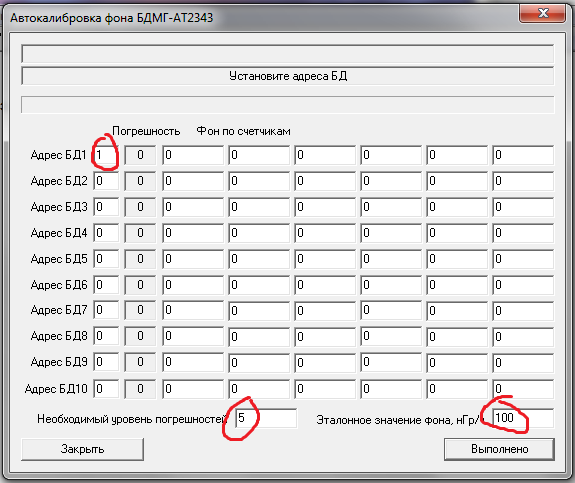 Автокалибровка фона БДМГ-АТ2343
Установите адреса БД
Погрешность Фон по счетчикам
Адрес БД1 1 0 0 0 0 0 0 0
Адрес БД2 0 0 0 0 0 0 0 0
Адрес БД3 0 0 0 0 0 0 0 0
Адрес БД4 0 0 0 0 0 0 0 0
Адрес БД5 0 0 0 0 0 0 0 0
Адрес БД6 0 0 0 0 0 0 0 0
Адрес БД7 0 0 0 0 0 0 0 0
Адрес БД8 0 0 0 0 0 0 0 0
Адрес БД9 0 0 0 0 0 0 0 0
Адрес БД10 0 0 0 0 0 0 0 0
Необходимый уровень погрешностей 5 Эталонное значение фона, нГр/ 100
Закрыть Выполнено